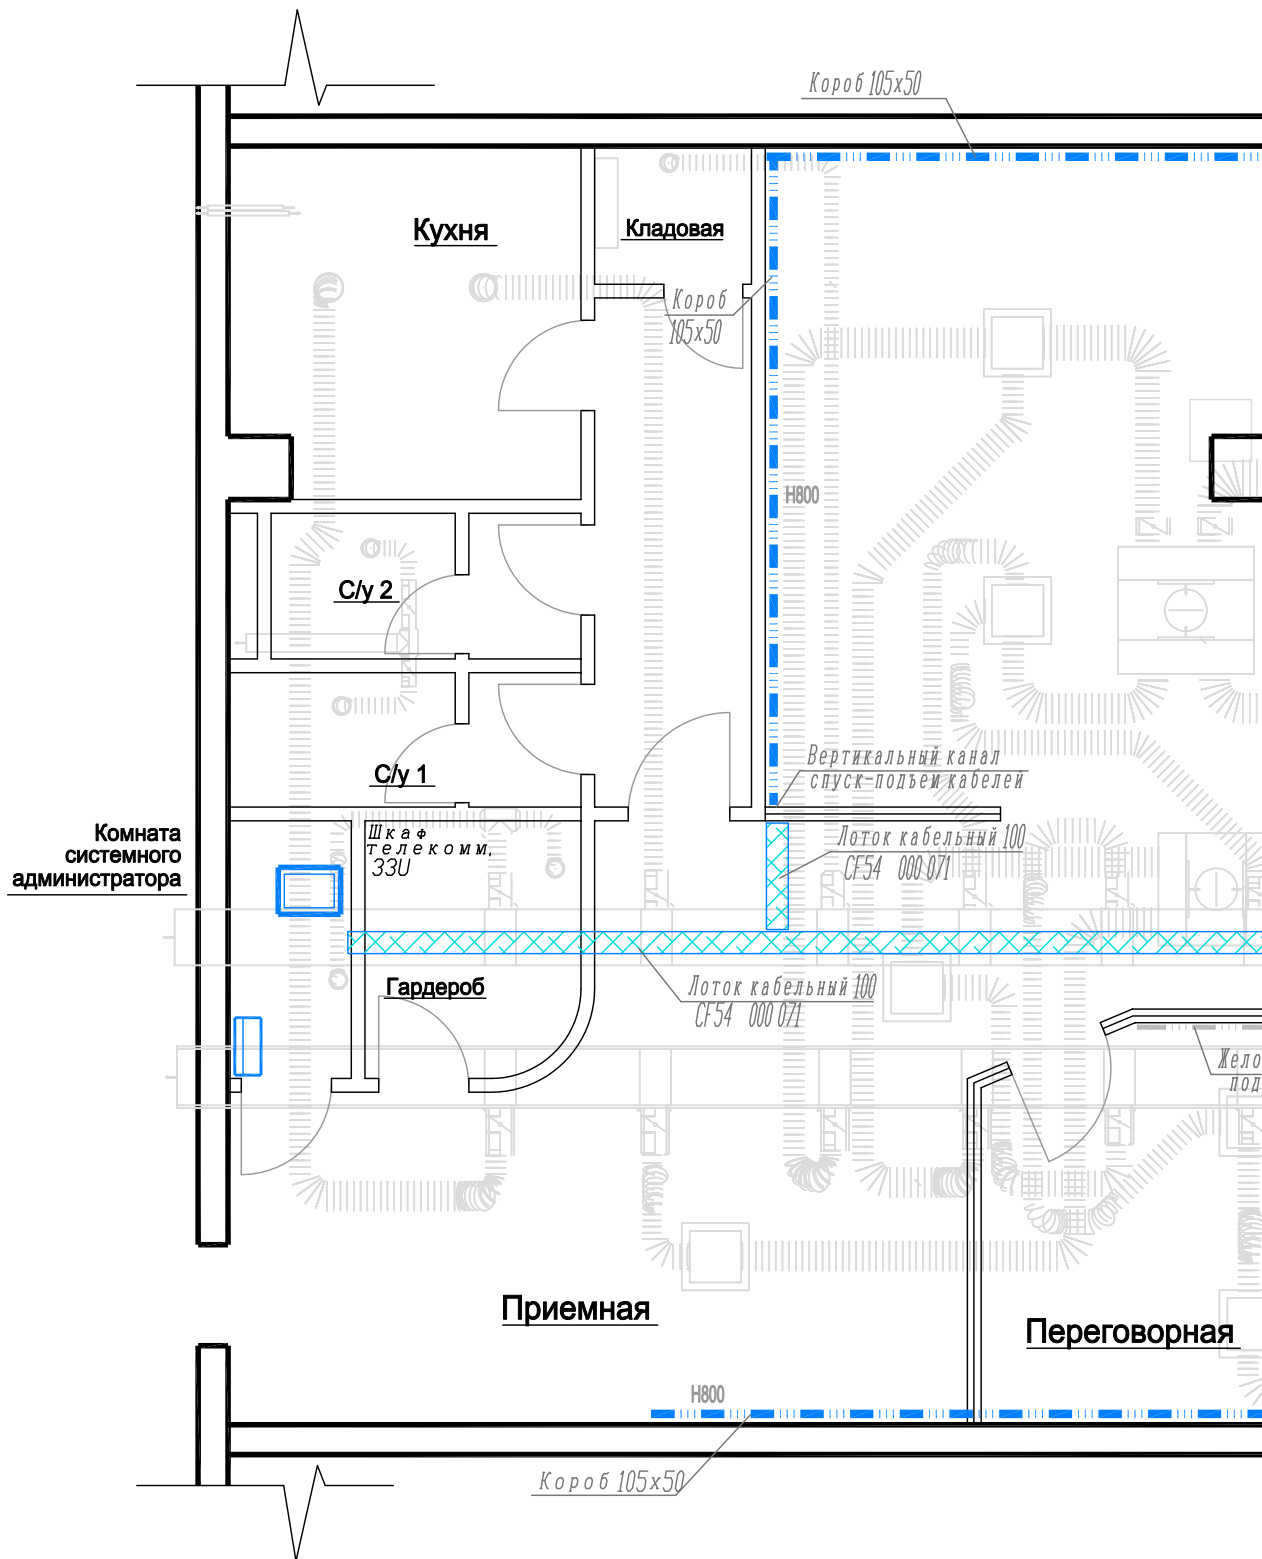 Короб 105х50
Кухня
Кладовая
Короб
105х50
Н800
С/у 2
Вертикальный канал
спуск-подъем кабелей
С/у 1
Комната
системного
администратора
Шкаф
телекомм,
33U
Лоток кабельный 100
CF54 000 071
Гардероб
Лоток кабельный 100
CF54 000 071
Жело
под
Приемная
Переговорная
Н800
Короб 105х50